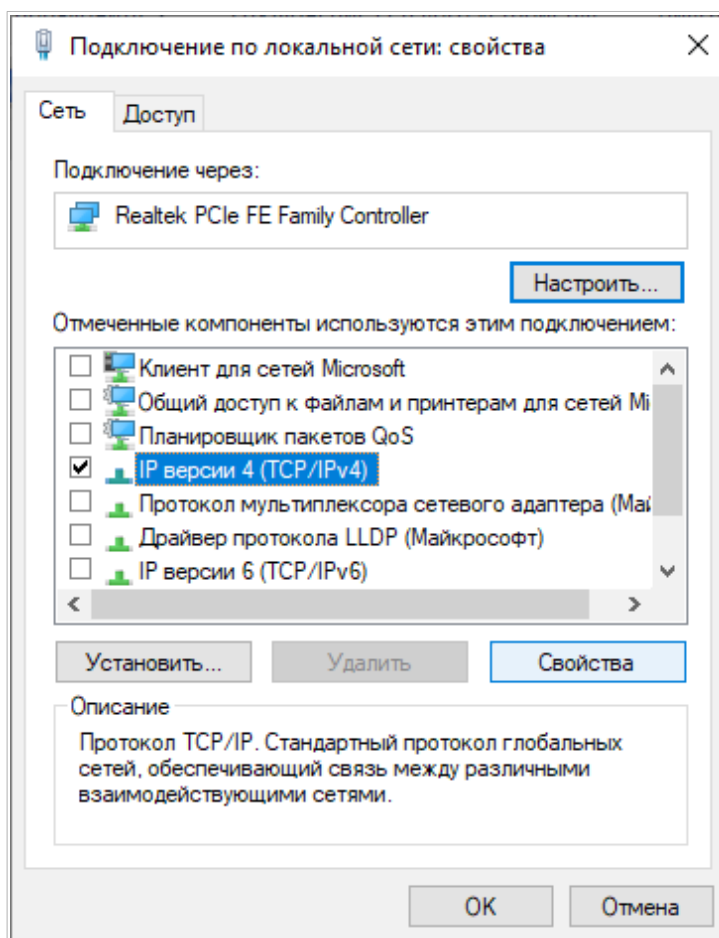 Подключение по локальной сети: свойства
Сеть
Доступ
Подключение через:
Realtek PCIe FE Family Controller
Настроить...
Отмеченные компоненты используются этим подключением:
Клиент для сетей Microsoft
Общий доступ к файлам и принтерам для сетей Mi
Планировщик пакетов QoS
IP версии 4 (TCP/IPv4)
Протокол мультиплексора сетевого адаптера (Май
Драйвер протокола LLDP (Майкрософт)
IP версии 6 (TCP/IPv6)
Установить...
Удалить
Свойства
Описание
Протокол TCP/IP. Стандартный протокол глобальных
сетей, обеспечивающий связь между различными
взаимодействующими сетями.
OK
Отмена